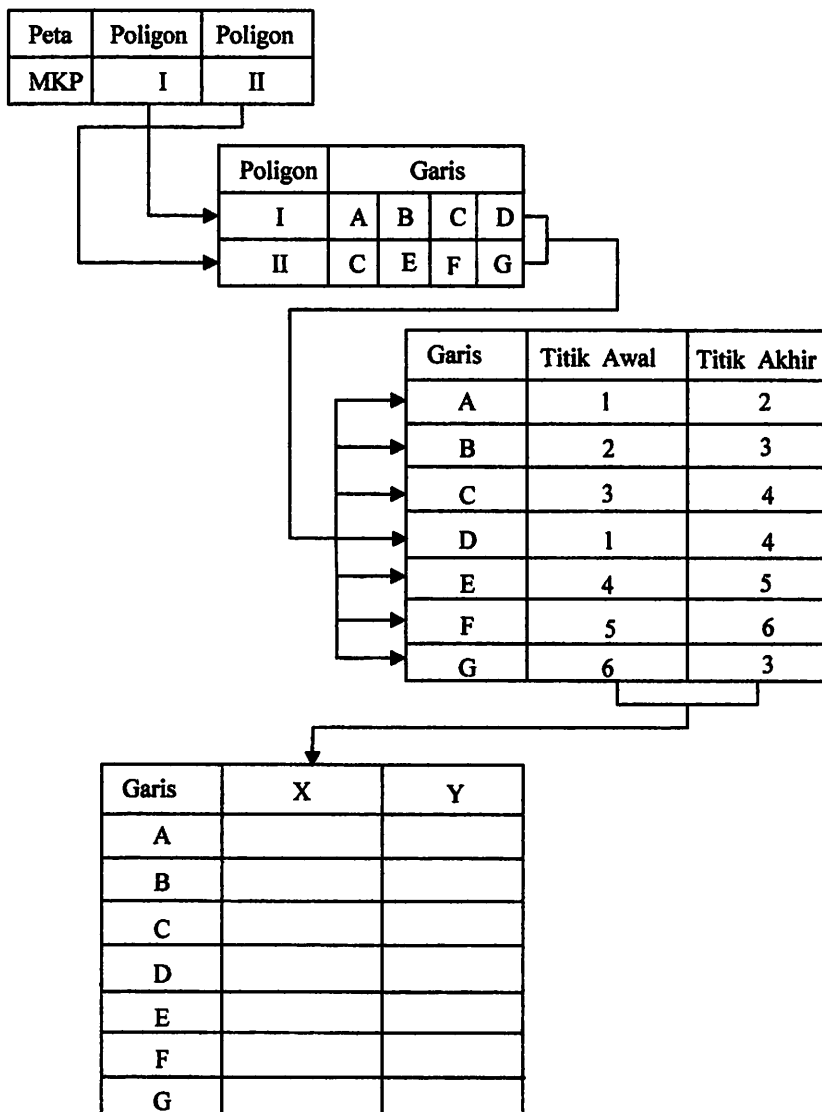 Peta Poligon Poligon
MKP I II
Poligon Garis
I A B C D
II C E F G
Garis Titik Awal Titik Akhir
A 1 2
B 2 3
C 3 4
D 1 4
E 4 5
F 5 6
G 6 3
Garis X Y
A
B
C
D
E
F
G